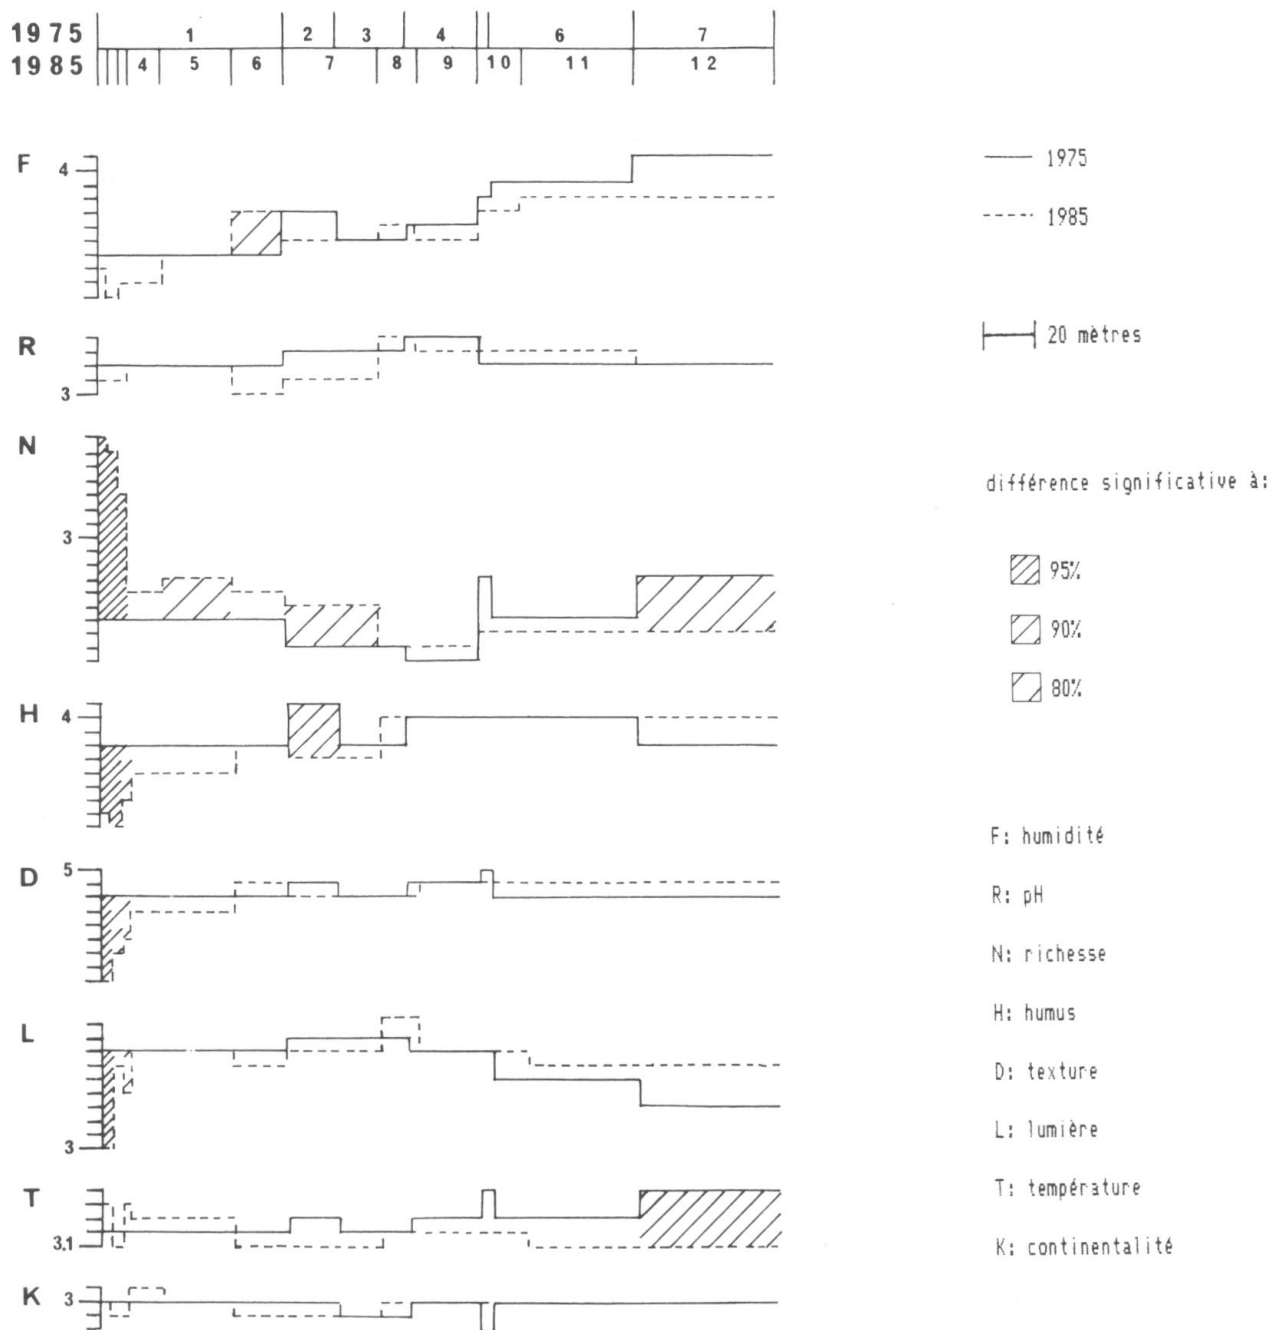 1975 1 2 3 4 6 7
1985 4 5 6 7 8 9 10 11 12
F 4
1975
1985
R 3
20 mètres
N 3
différence significative à:
95%
90%
80%
H 4
F: humidité
D 5
R: pH
N: richesse
H: humus
L 3
D: texture
L: lumière
T 3.1
T: température
K: continentalité
K 3